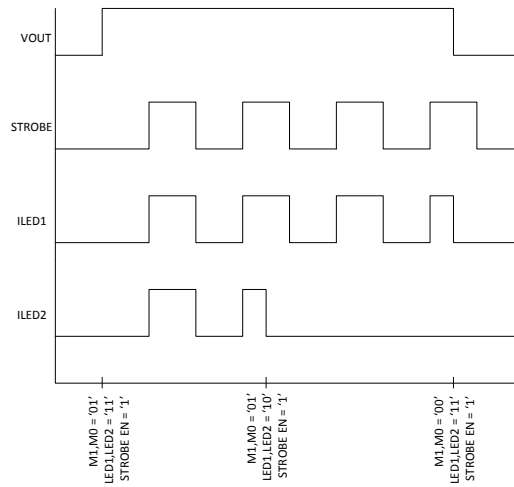 VOUT
STROBE
ILED1
ILED2
M1,M0 = ‘01’
LED1,LED2 = ‘11’
STROBE EN = ‘1’
M1,M0 = ‘01’
LED1,LED2 = ‘10’
STROBE EN = ‘1’
M1,M0 = ‘00’
LED1,LED2 = ‘11’
STROBE EN = ‘1’